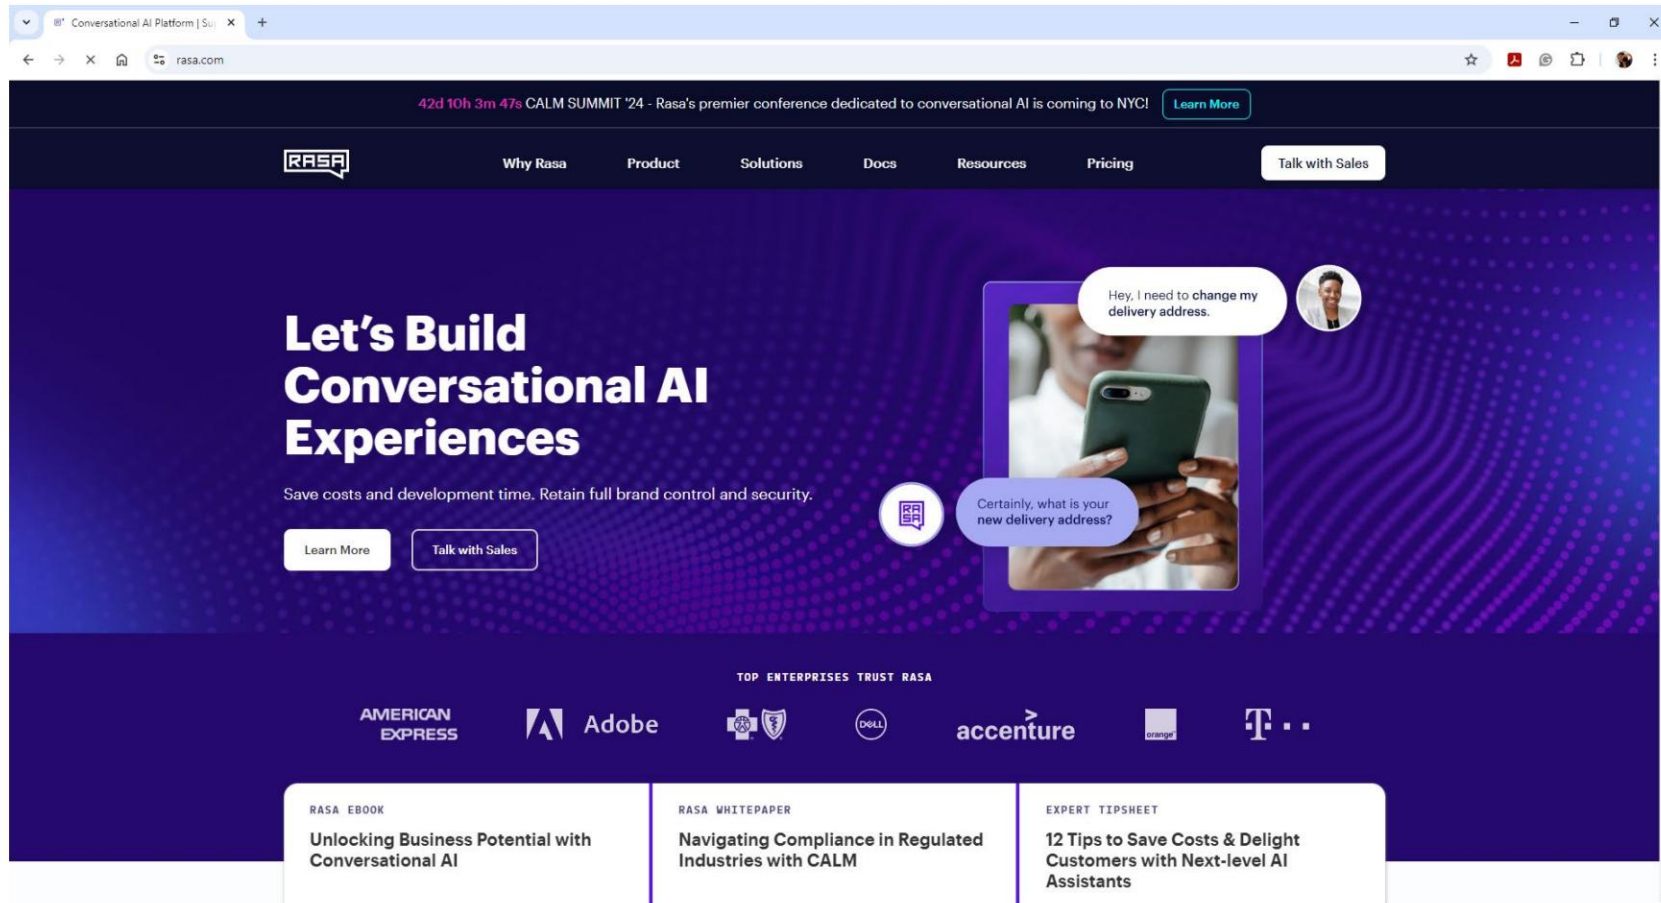 Conversational AI Platform | Su
rasa.com
42d 10h 3m 47s CALM SUMMIT '24 - Rasa's premier conference dedicated to conversational AI is coming to NYC! Learn More
RASA Why Rasa Product Solutions Docs Resources Pricing Talk with Sales
Hey, I need to change my
delivery address.
Let's Build
Conversational AI
Experiences
Save costs and development time. Retain full brand control and security.
RASA
Certainly, what is your
new delivery address?
Learn More Talk with Sales
TOP ENTERPRISES TRUST RASA
AMERICAN
EXPRESS
Adobe
DELL
accenture
orange
T
RASA EBOOK
Unlocking Business Potential with
Conversational AI
RASA WHITEPAPER
Navigating Compliance in Regulated
Industries with CALM
EXPERT TIPSHEET
12 Tips to Save Costs & Delight
Customers with Next-level AI
Assistants